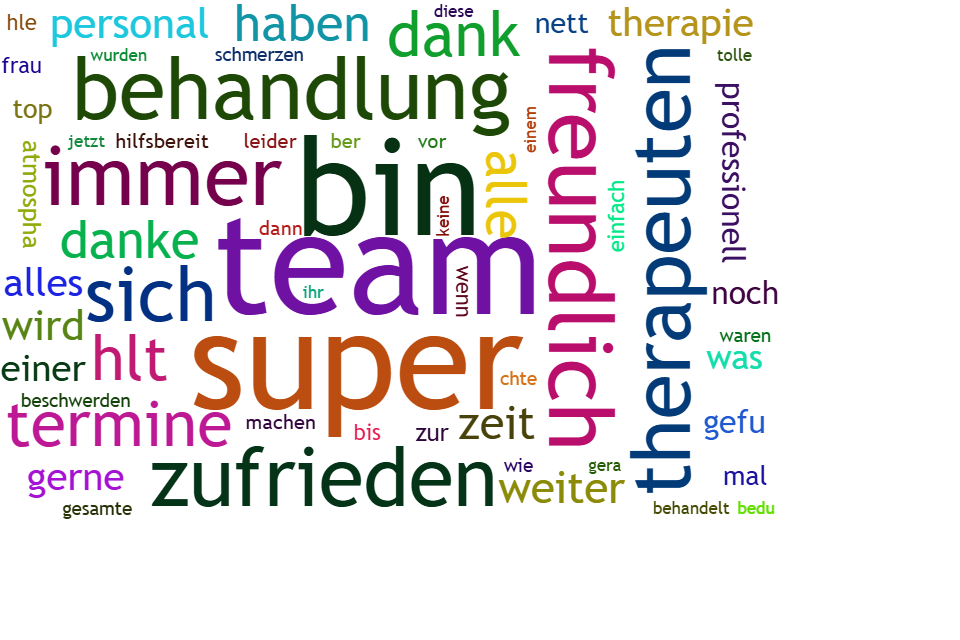 hle
personal
haben
diese
dank
nett
therapie
frau
wurden
schmerzen
tolle
top
behandlung
freundlich
therapeuten
professionell
jetzt
hilfsbereit
leider
ber
vor
einem
atmospha
immer
bin
alle
einfach
danke
dann
keine
team
alles
sich
ihr
wenn
noch
wird
hlt
super
waren
was
einer
chte
beschwerden
termine
machen
bis
zur
zeit
gefu
gerne
zufrieden
wie
weiter
gera
mal
gesamte
behandelt
bedu